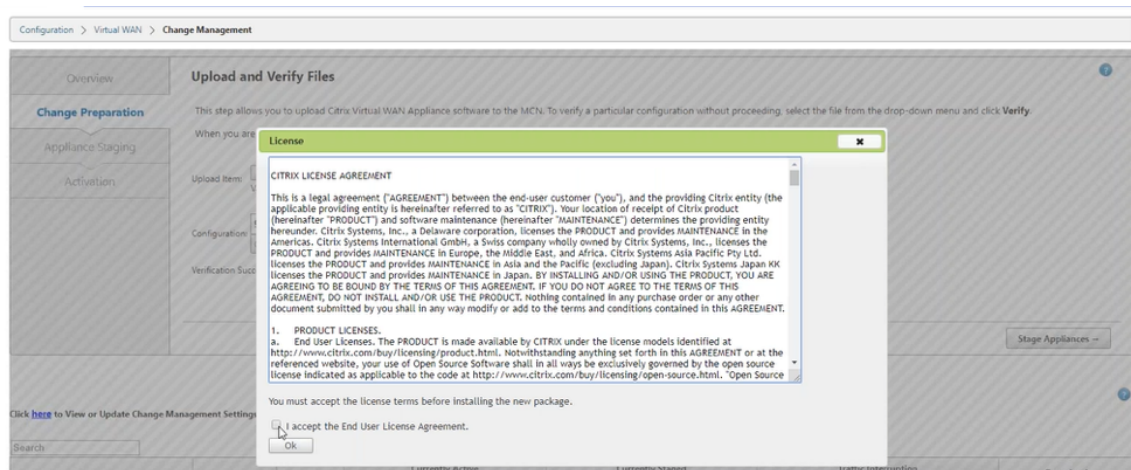 Configuration > Virtual WAN > Change Management
Overview
Change Preparation
Appliance Staging
Activation
Upload and Verify Files
This step allows you to upload Citrix Virtual WAN Appliance software to the MCN. To verify a particular configuration without proceeding, select the file from the drop-down menu and click Verify.
When you are
Upload Item:
Configuration:
Verification Succ
License
CITRIX LICENSE AGREEMENT
This is a legal agreement ("AGREEMENT") between the end-user customer ("you"), and the providing Citrix entity (the
applicable providing entity is hereinafter referred to as "CITRIX"). Your location of receipt of Citrix product
(hereinafter "PRODUCT") and software maintenance (hereinafter "MAINTENANCE") determines the providing entity
hereunder. Citrix Systems, Inc., a Delaware corporation, licenses the PRODUCT and provides MAINTENANCE in the
Americas. Citrix Systems International GmbH, a Swiss company wholly owned by Citrix Systems, Inc., licenses the
PRODUCT and provides MAINTENANCE in Europe, the Middle East, and Africa. Citrix Systems Asia Pacific Pty Ltd.
licenses the PRODUCT and provides MAINTENANCE in Asia and the Pacific (excluding Japan). Citrix Systems Japan KK
licenses the PRODUCT and provides MAINTENANCE in Japan. BY INSTALLING AND/OR USING THE PRODUCT, YOU ARE
AGREEING TO BE BOUND BY THE TERMS OF THIS AGREEMENT. IF YOU DO NOT AGREE TO THE TERMS OF THIS
AGREEMENT, DO NOT INSTALL AND/OR USE THE PRODUCT. Nothing contained in any purchase order or any other
document submitted by you shall in any way modify or add to the terms and conditions contained in this AGREEMENT.
1. PRODUCT LICENSES.
a. End User Licenses. The PRODUCT is made available by CITRIX under the license models identified at
http://www.citrix.com/buy/licensing/product.html. Notwithstanding anything set forth in this AGREEMENT or at the
referenced website, your use of Open Source Software shall in all ways be exclusively governed by the open source
license indicated as applicable to the code at http://www.citrix.com/buy/licensing/open-source.html. "Open Source
You must accept the license terms before installing the new package.
I accept the End User License Agreement.
Ok
Stage Appliances
Click here to View or Update Change Management Settings
Search
Currently Active
Currently Staged
Traffic Interruption